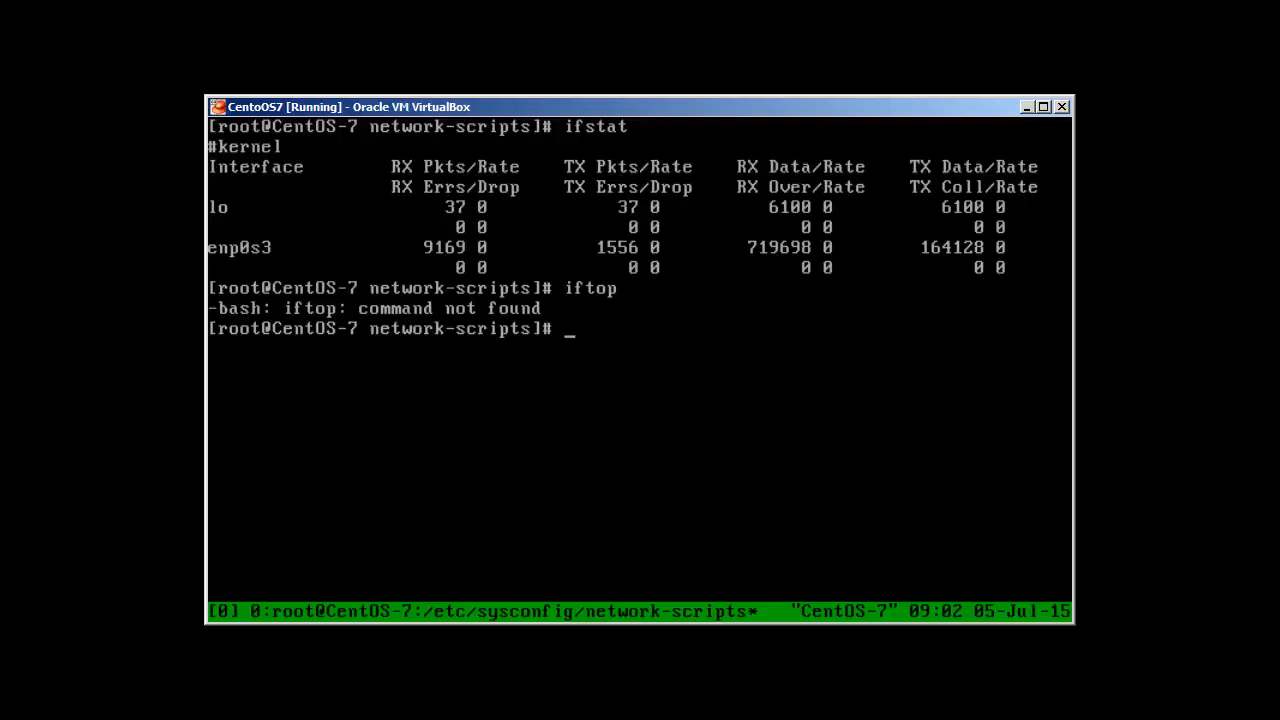 CentoOS7 [Running] - Oracle VM VirtualBox
[root@CentOS-7 network-scripts]# ifstat
#kernel
Interface RX Pkts/Rate TX Pkts/Rate RX Data/Rate TX Data/Rate
RX Errs/Drop TX Errs/Drop RX Over/Rate TX Coll/Rate
lo 37 0 37 0 6100 0 6100 0
0 0 0 0 0 0 0 0
enp0s3 9169 0 1556 0 719698 0 164128 0
0 0 0 0 0 0 0 0
[root@CentOS-7 network-scripts]# iftop
-bash: iftop: command not found
[root@CentOS-7 network-scripts]# _
[0] 0:root@CentOS-7:/etc/sysconfig/network-scripts* "CentOS-7" 09:02 05-Jul-15